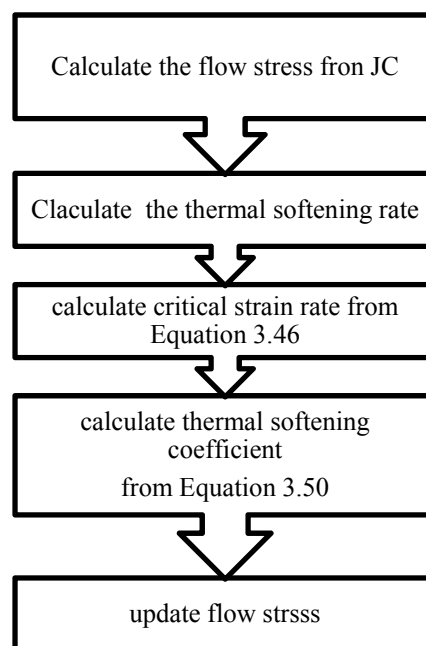 Calculate the flow stress fron JC
Claculate the thermal softening rate
calculate critical strain rate from
Equation 3.46
calculate thermal softening
coefficient
from Equation 3.50
update flow strsss